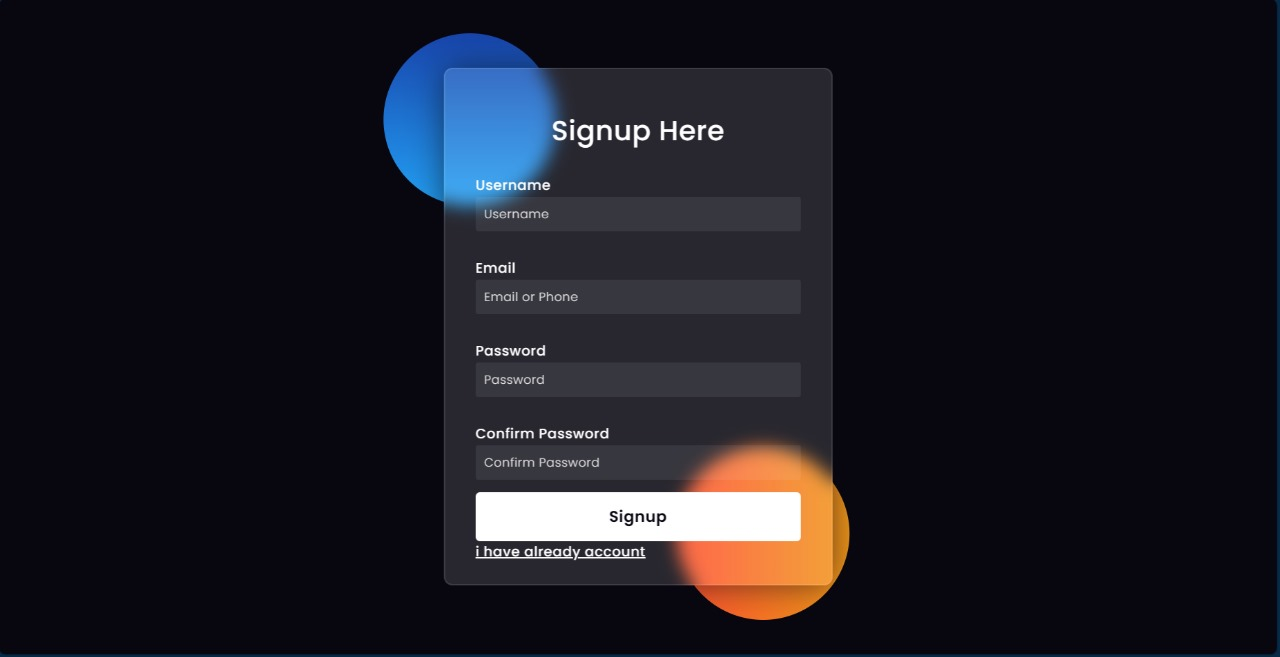 Signup Here
Username
Username
Email
Email or Phone
Password
Password
Confirm Password
Confirm Password
Signup
i have already account